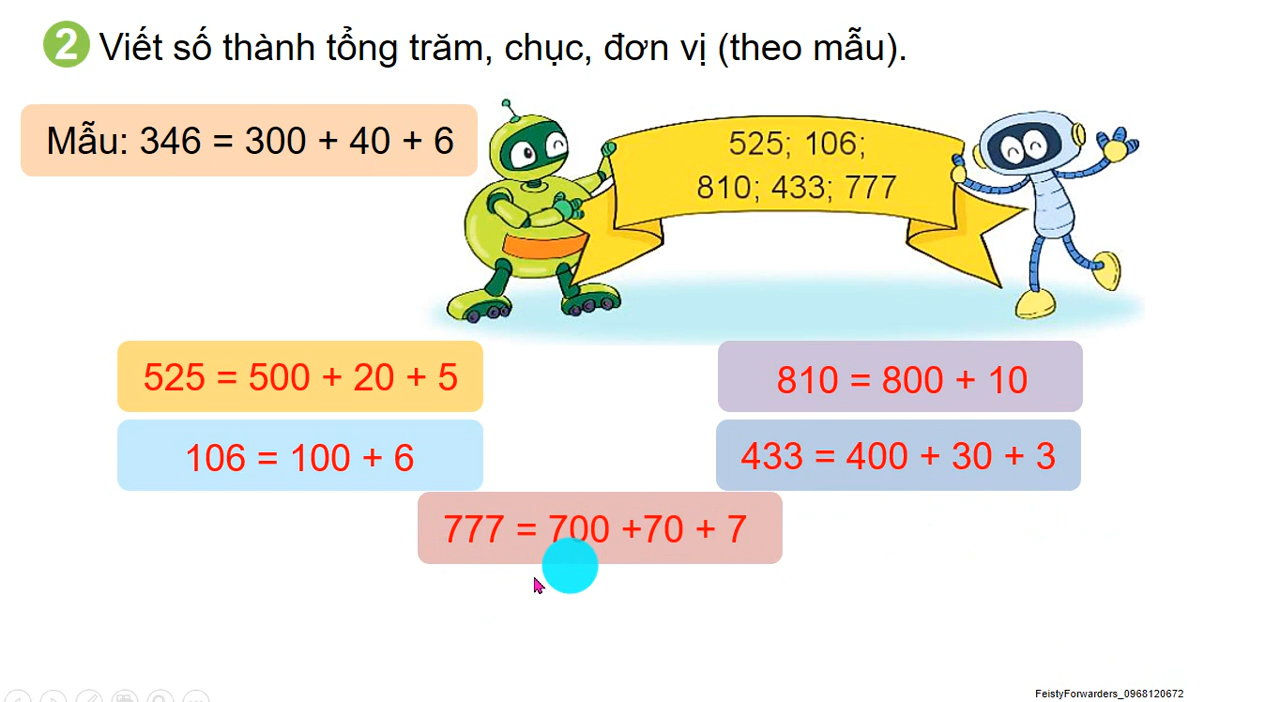 2 Viết số thành tổng trăm, chục, đơn vị (theo mẫu).
Mẫu: 346 = 300 + 40 + 6
525; 106;
810; 433; 777
525 = 500 + 20 + 5
810 = 800 + 10
106 = 100 + 6
433 = 400 + 30 + 3
777 = 700 +70 + 7
FeistyForwarders_0968120672